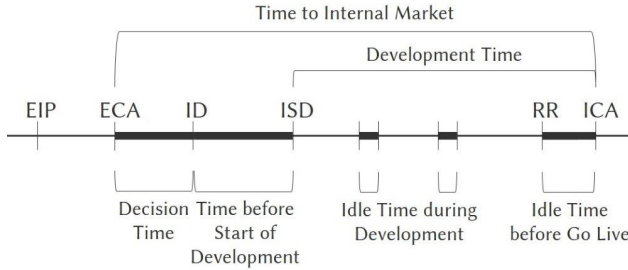 Time to Internal Market
Development Time
EIP ECA ID ISD RR ICA
Decision Time
Time before Start of Development
Idle Time during Development
Idle Time before Go Live